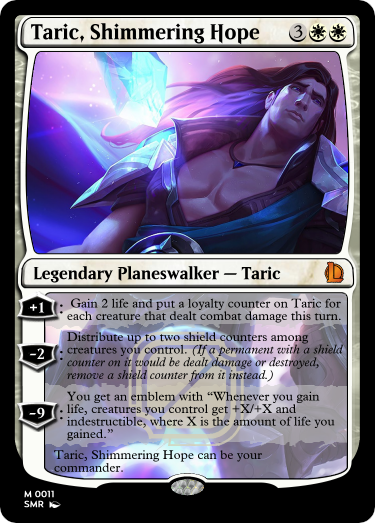 Taric, Shimmering Hope 3
Legendary Planeswalker — Taric
+1: Gain 2 life and put a loyalty counter on Taric for
each creature that dealt combat damage this turn.
-2: Distribute up to two shield counters among
creatures you control. (If a permanent with a shield
counter on it would be dealt damage or destroyed,
remove a shield counter from it instead.)
-9: You get an emblem with “Whenever you gain
life, creatures you control get +X/+X and
indestructible, where X is the amount of life you
gained.”
Taric, Shimmering Hope can be your
commander.
M 0011
SMR